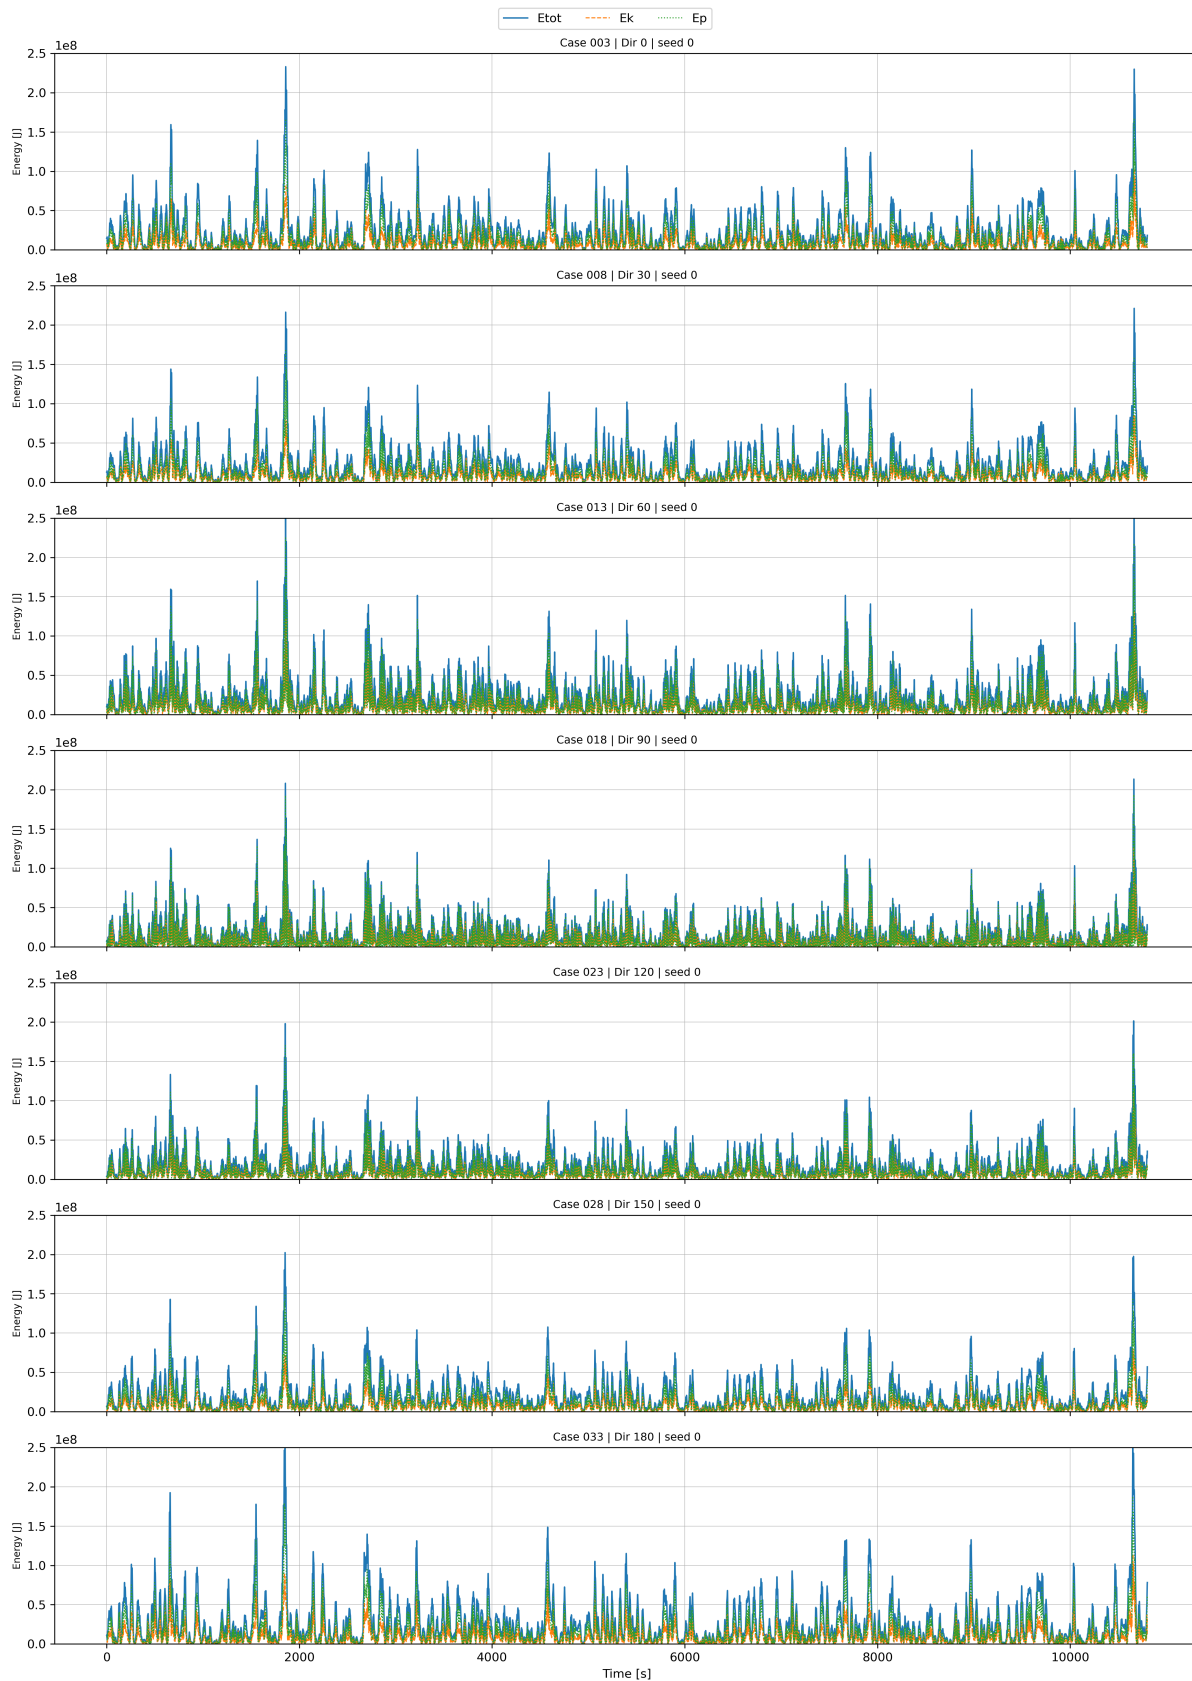 Etot Ek Ep
1e8
Case 003 | Dir 0 | seed 0
2.5
2.0
1.5
1.0
0.5
0.0
Energy [J]
1e8
Case 008 | Dir 30 | seed 0
2.5
2.0
1.5
1.0
0.5
0.0
Energy [J]
1e8
Case 013 | Dir 60 | seed 0
2.5
2.0
1.5
1.0
0.5
0.0
Energy [J]
1e8
Case 018 | Dir 90 | seed 0
2.5
2.0
1.5
1.0
0.5
0.0
Energy [J]
1e8
Case 023 | Dir 120 | seed 0
2.5
2.0
1.5
1.0
0.5
0.0
Energy [J]
1e8
Case 028 | Dir 150 | seed 0
2.5
2.0
1.5
1.0
0.5
0.0
Energy [J]
1e8
Case 033 | Dir 180 | seed 0
2.5
2.0
1.5
1.0
0.5
0.0
Energy [J]
0 2000 4000 6000 8000 10000
Time [s]